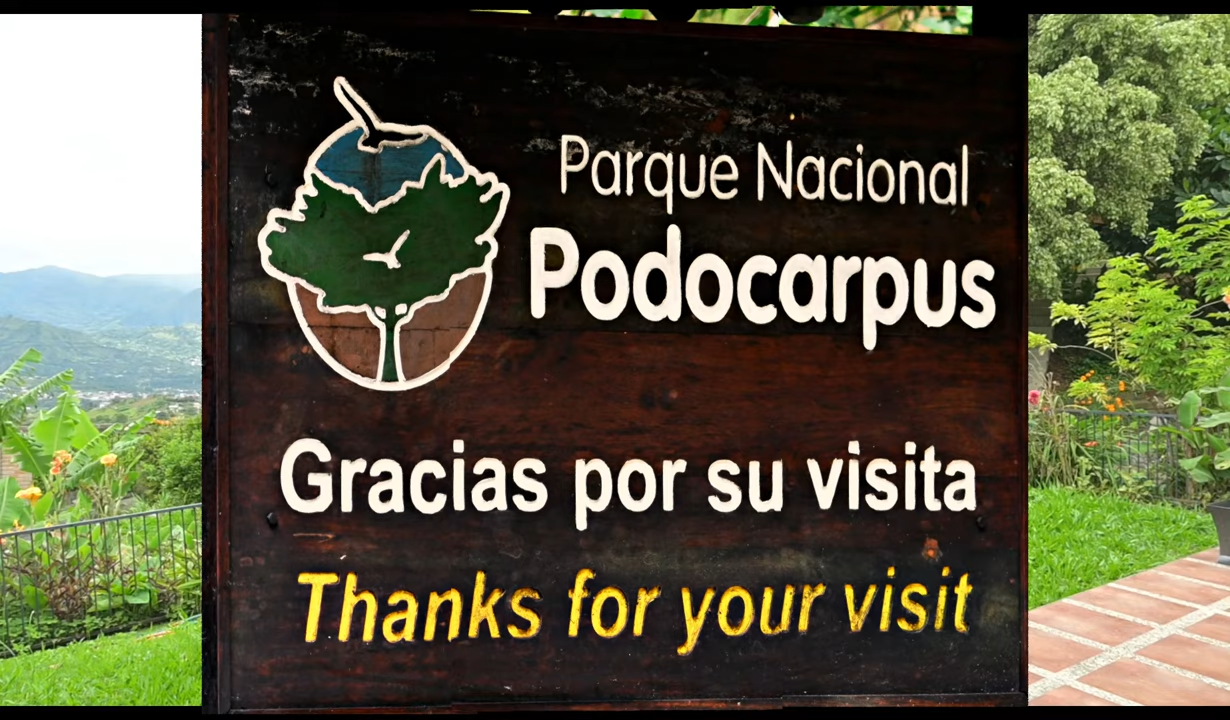 Parque Nacional
Podocarpus
Gracias por su visita
Thanks for your visit